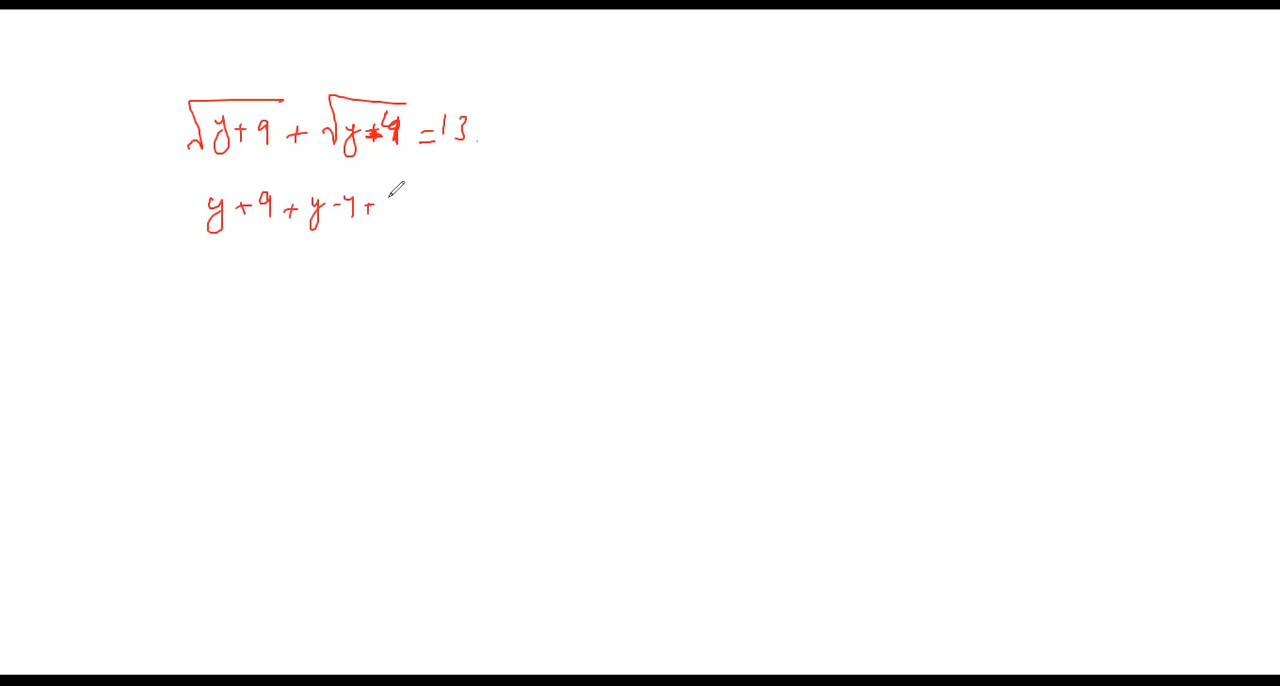 √(y+9) + √(y-4) = 13.
y + 9 + y - 4 +